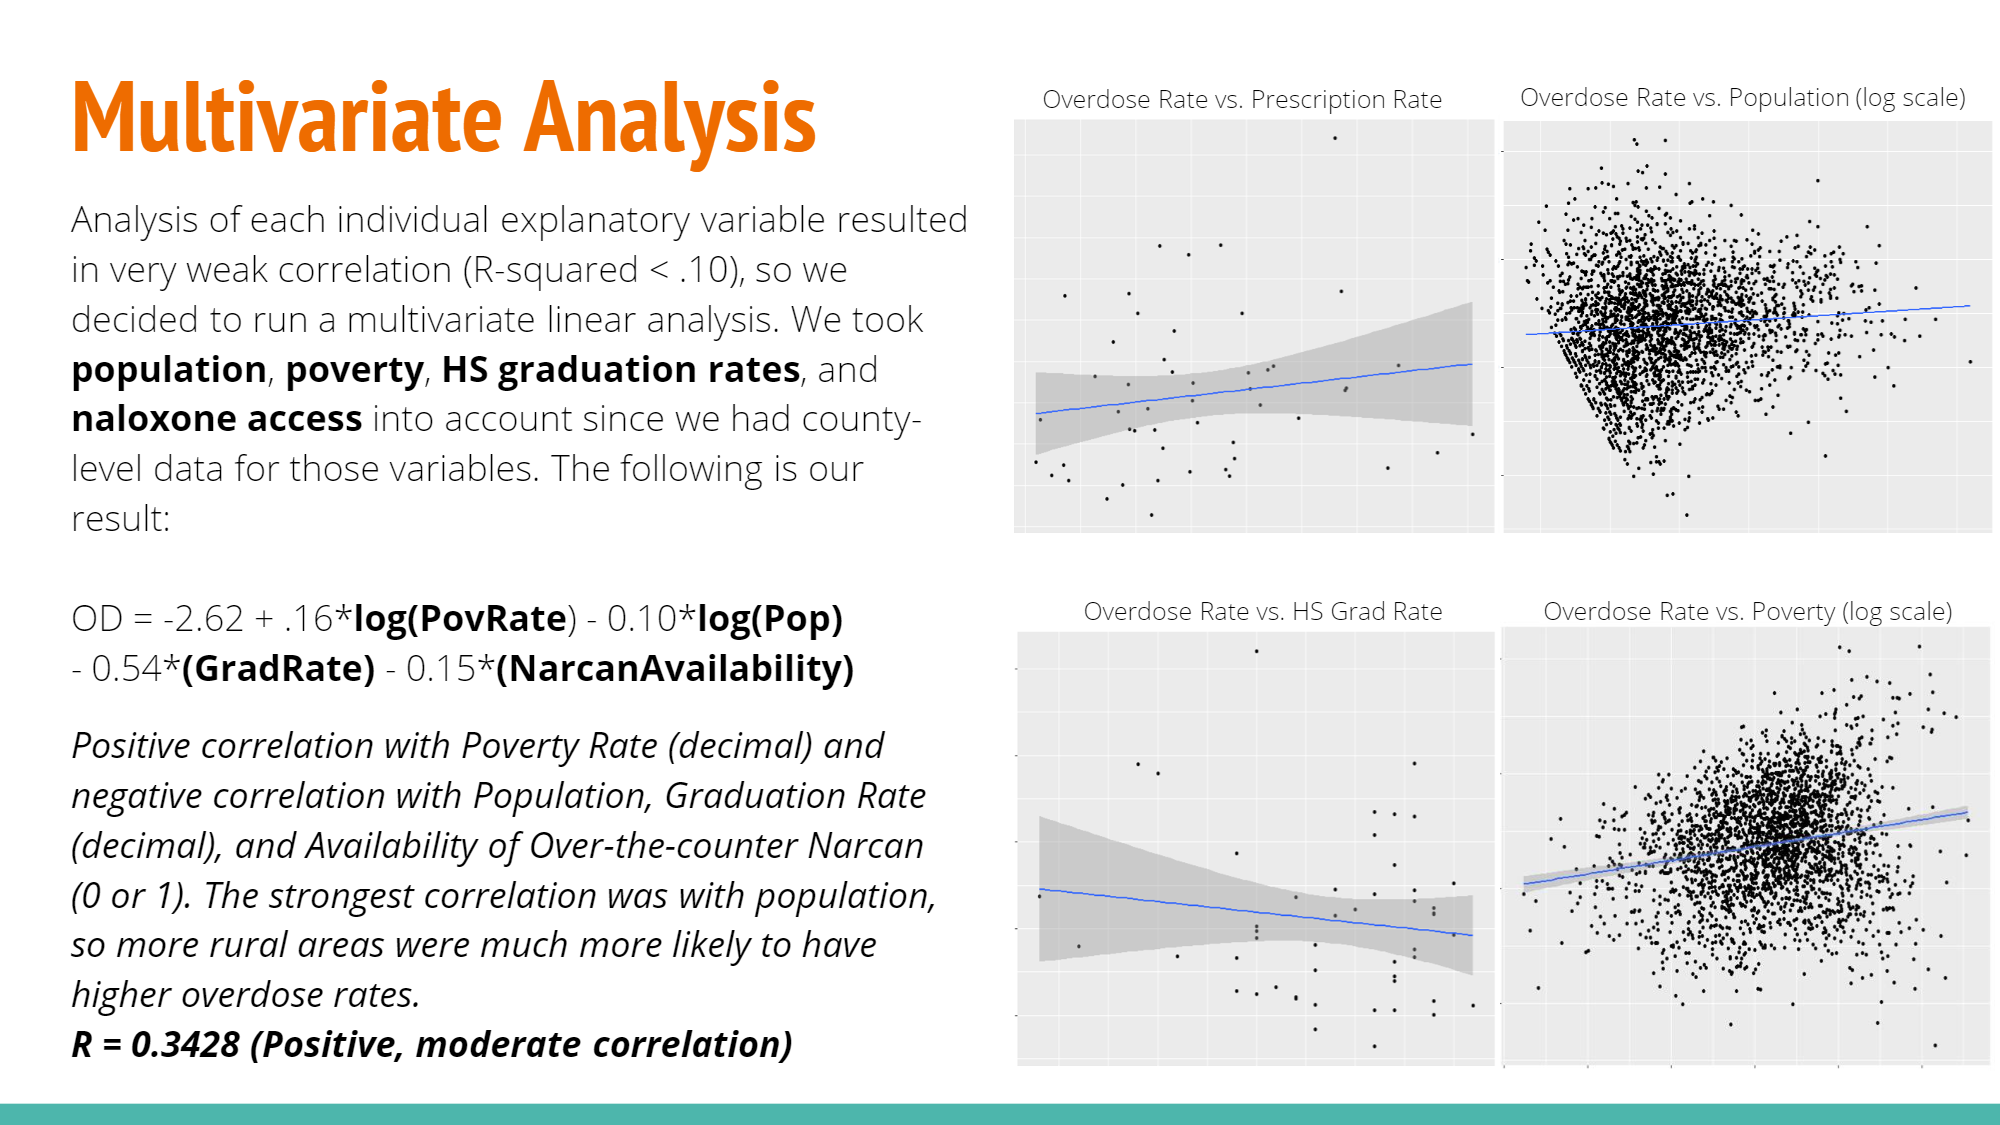 Multivariate Analysis
Analysis of each individual explanatory variable resulted
in very weak correlation (R-squared < .10), so we
decided to run a multivariate linear analysis. We took
population, poverty, HS graduation rates, and
naloxone access into account since we had county-
level data for those variables. The following is our
result:
OD = -2.62 + .16*log(PovRate) - 0.10*log(Pop)
- 0.54*(GradRate) - 0.15*(NarcanAvailability)
Positive correlation with Poverty Rate (decimal) and
negative correlation with Population, Graduation Rate
(decimal), and Availability of Over-the-counter Narcan
(0 or 1). The strongest correlation was with population,
so more rural areas were much more likely to have
higher overdose rates.
R = 0.3428 (Positive, moderate correlation)
Overdose Rate vs. Prescription Rate
Overdose Rate vs. Population (log scale)
Overdose Rate vs. HS Grad Rate
Overdose Rate vs. Poverty (log scale)